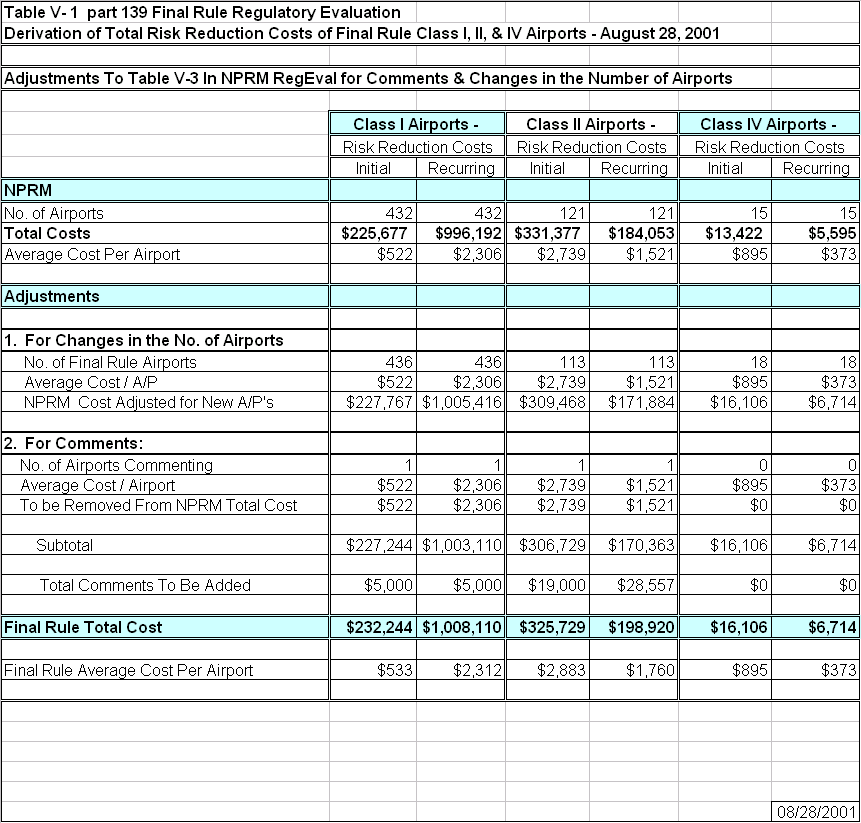 Table V- 1 part 139 Final Rule Regulatory Evaluation
Derivation of Total Risk Reduction Costs of Final Rule Class I, II, & IV Airports - August 28, 2001
Adjustments To Table V-3 In NPRM RegEval for Comments & Changes in the Number of Airports
Class I Airports - Class II Airports - Class IV Airports -
Risk Reduction Costs Risk Reduction Costs Risk Reduction Costs
Initial Recurring Initial Recurring Initial Recurring
NPRM
No. of Airports 432 432 121 121 15 15
Total Costs $225,677 $996,192 $331,377 $184,053 $13,422 $5,595
Average Cost Per Airport $522 $2,306 $2,739 $1,521 $895 $373
Adjustments
1. For Changes in the No. of Airports
No. of Final Rule Airports 436 436 113 113 18 18
Average Cost / A/P $522 $2,306 $2,739 $1,521 $895 $373
NPRM Cost Adjusted for New A/P's $227,767 $1,005,416 $309,468 $171,884 $16,106 $6,714
2. For Comments:
No. of Airports Commenting 1 1 1 1 0 0
Average Cost / Airport $522 $2,306 $2,739 $1,521 $895 $373
To be Removed From NPRM Total Cost $522 $2,306 $2,739 $1,521 $0 $0
Subtotal $227,244 $1,003,110 $306,729 $170,363 $16,106 $6,714
Total Comments To Be Added $5,000 $5,000 $19,000 $28,557 $0 $0
Final Rule Total Cost $232,244 $1,008,110 $325,729 $198,920 $16,106 $6,714
Final Rule Average Cost Per Airport $533 $2,312 $2,883 $1,760 $895 $373
08/28/2001